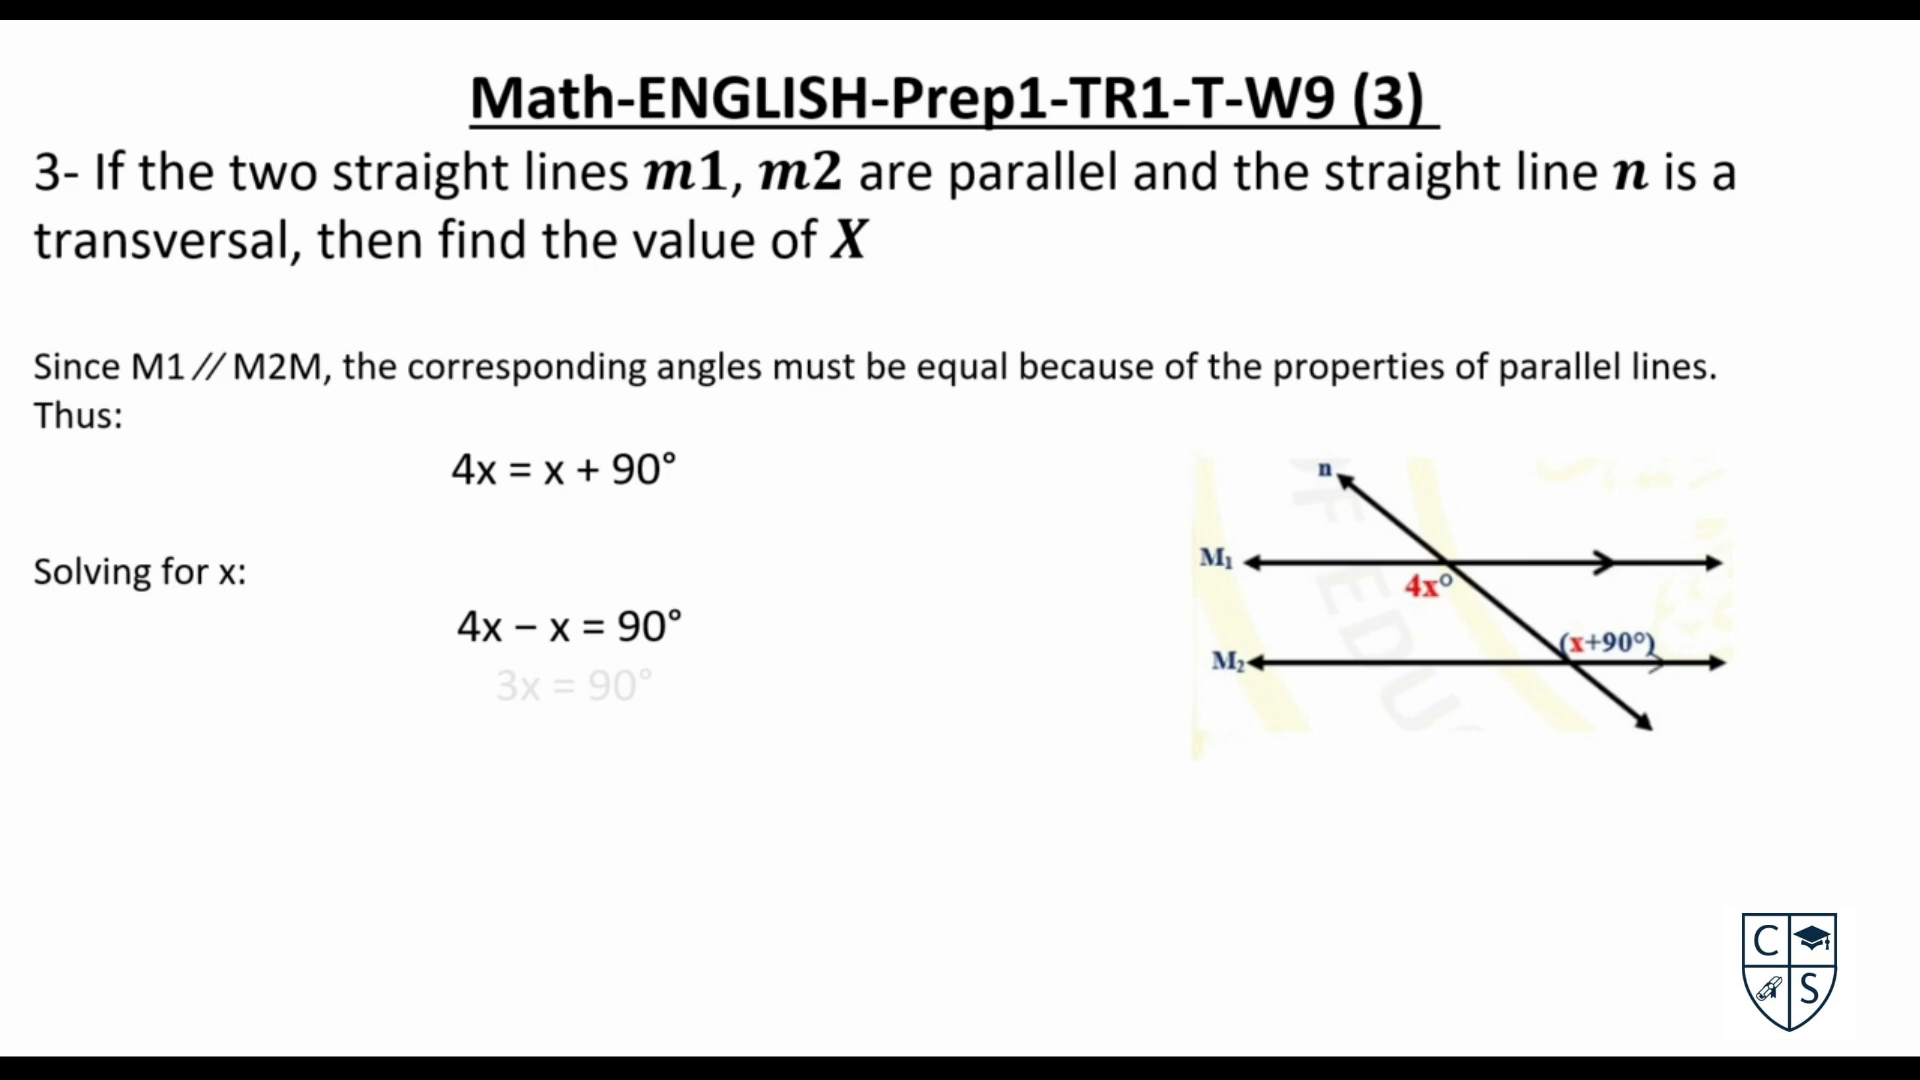 Math-ENGLISH-Prep1-TR1-T-W9 (3)
3- If the two straight lines m1, m2 are parallel and the straight line n is a
transversal, then find the value of X
Since M1 // M2M, the corresponding angles must be equal because of the properties of parallel lines.
Thus:
4x = x + 90°
Solving for x:
4x − x = 90°
3x = 90°
n
M₁
4x°
(x+90°)
M₂
OF EDU
C
S